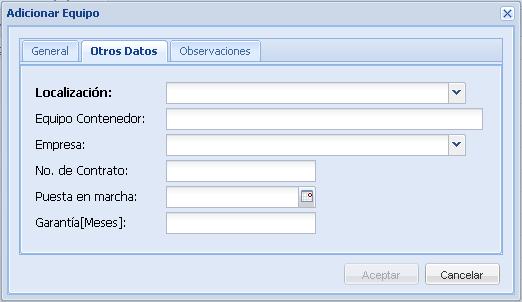 Adicionar Equipo
General Otros Datos Observaciones
Localización:
Equipo Contenedor:
Empresa:
No. de Contrato:
Puesta en marcha:
Garantía[Meses]:
Aceptar Cancelar